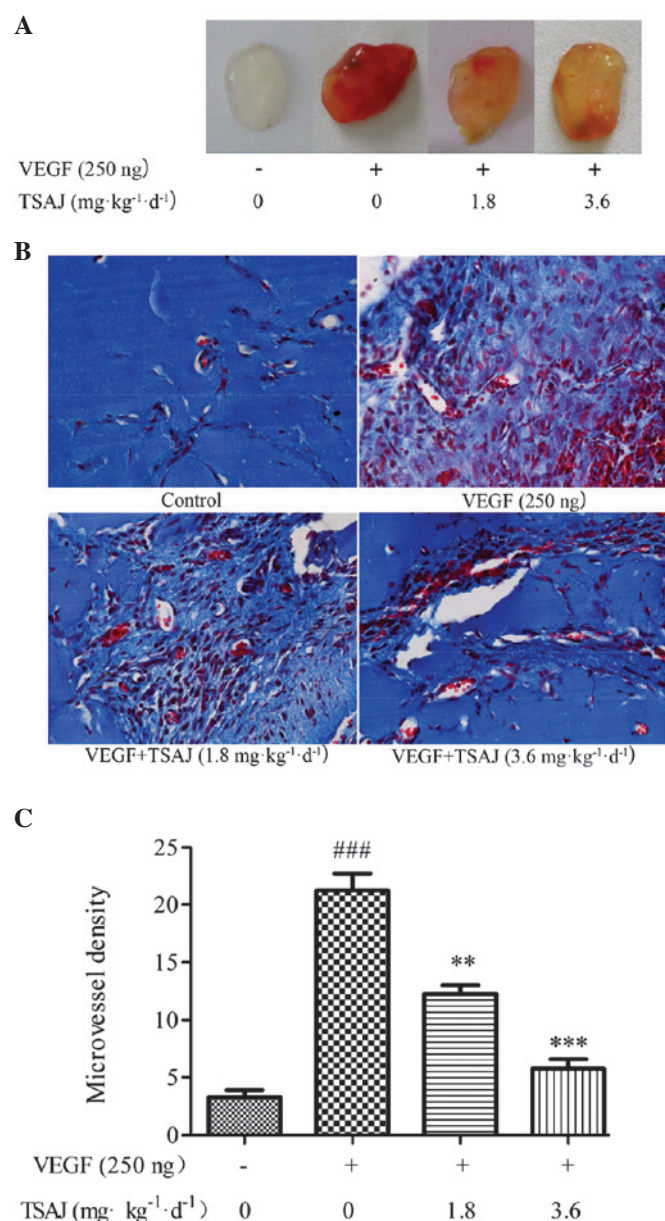 A
VEGF (250 ng) - + + +
TSAJ (mg·kg⁻¹·d⁻¹) 0 0 1.8 3.6
B
Control VEGF (250 ng)
VEGF+TSAJ (1.8 mg·kg⁻¹·d⁻¹) VEGF+TSAJ (3.6 mg·kg⁻¹·d⁻¹)
C
Microvessel density
25
20
15
10
5
0
###
**
***
VEGF (250 ng) - + + +
TSAJ (mg· kg⁻¹·d⁻¹) 0 0 1.8 3.6